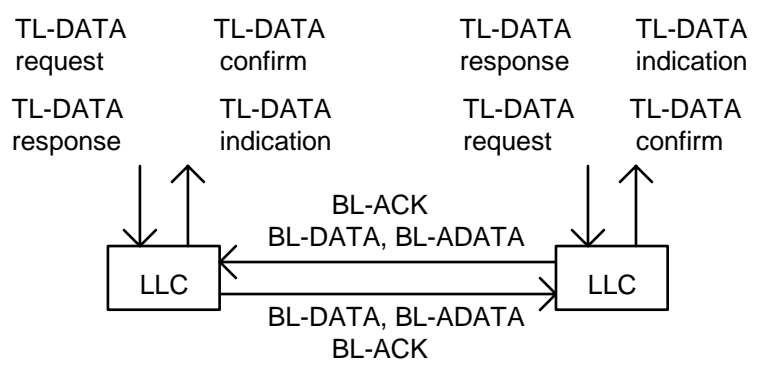 TL-DATA TL-DATA TL-DATA TL-DATA
request confirm response indication
TL-DATA TL-DATA TL-DATA TL-DATA
response indication request confirm
BL-ACK
BL-DATA, BL-ADATA
LLC LLC
BL-DATA, BL-ADATA
BL-ACK